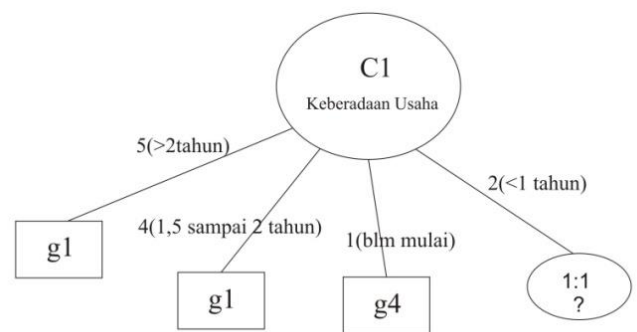 C1
Keberadaan Usaha
5(>2tahun)
4(1,5 sampai 2 tahun)
1(blm mulai)
2(<1 tahun)
g1
g1
g4
1:1
?